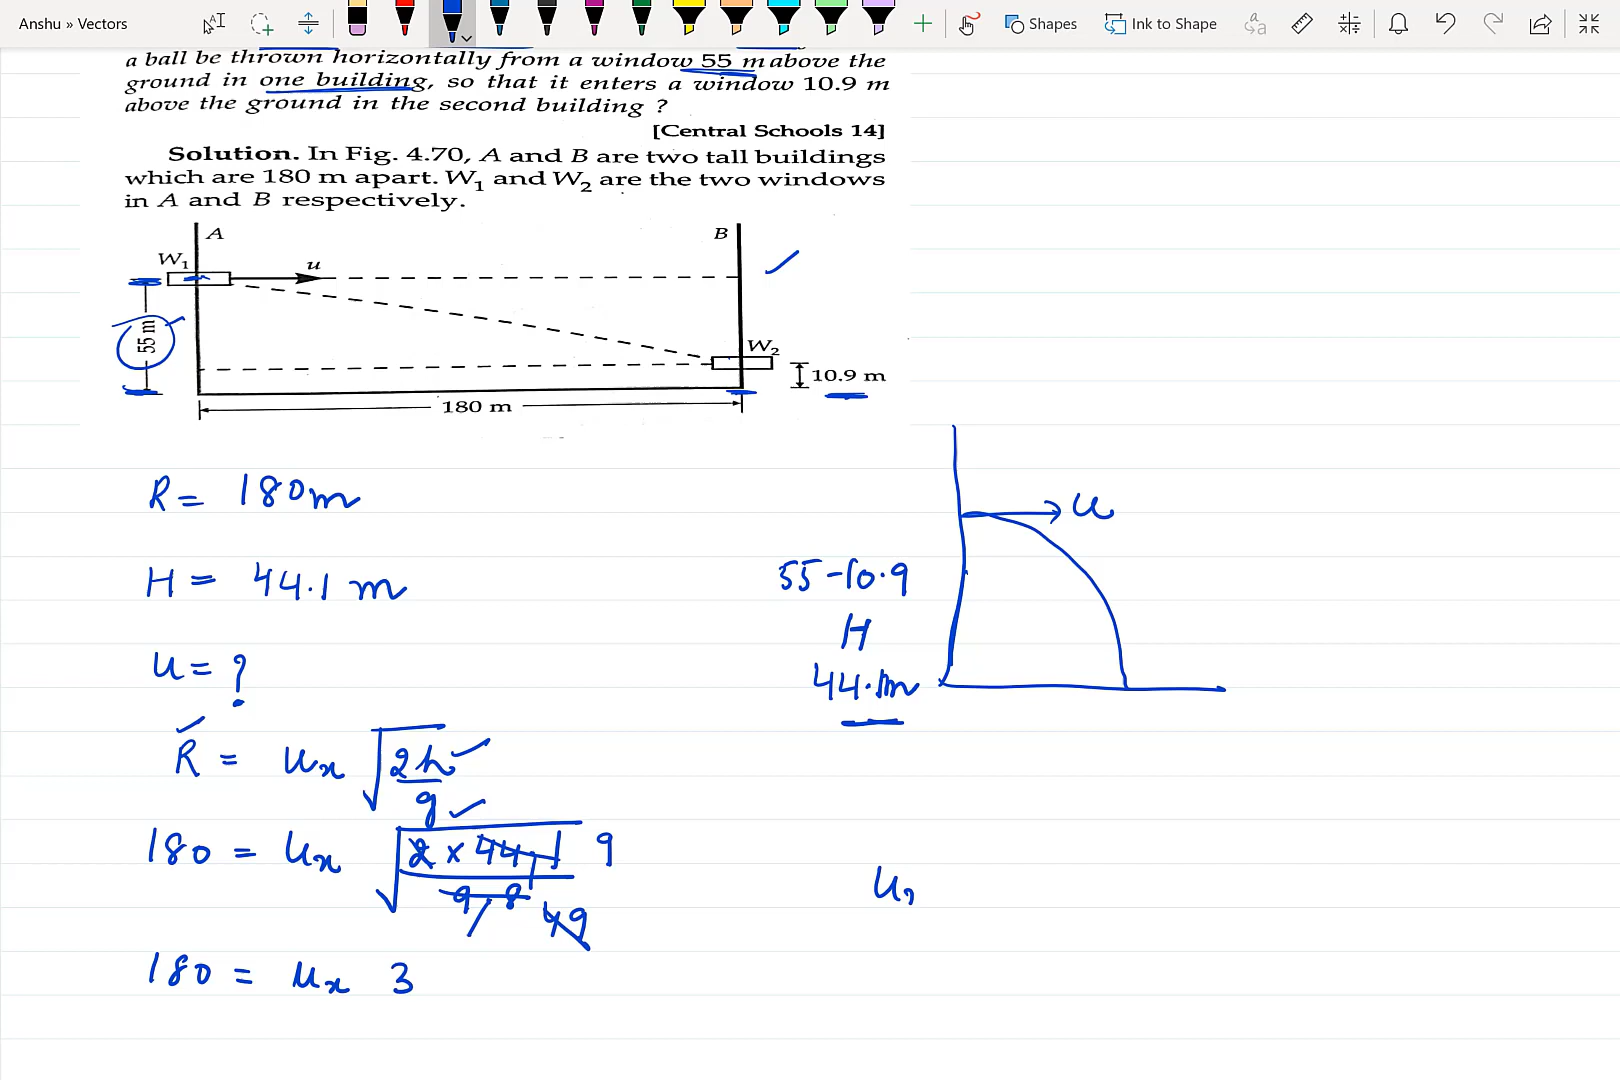 Anshu » Vectors
Shapes
Ink to Shape
a ball be thrown horizontally from a window 55 m above the
ground in one building, so that it enters a window 10.9 m
above the ground in the second building ?
[Central Schools 14]
Solution. In Fig. 4.70, A and B are two tall buildings
which are 180 m apart. W₁ and W₂ are the two windows
in A and B respectively.
A
B
W₁
u
55 m
W₂
10.9 m
180 m
R = 180m
H = 44.1 m
u = ?
R = uₓ √(2h/g)
180 = uₓ √(2 × 44.1/9.8) 9
49
180 = uₓ 3
u
55-10.9
H
44.1m
u